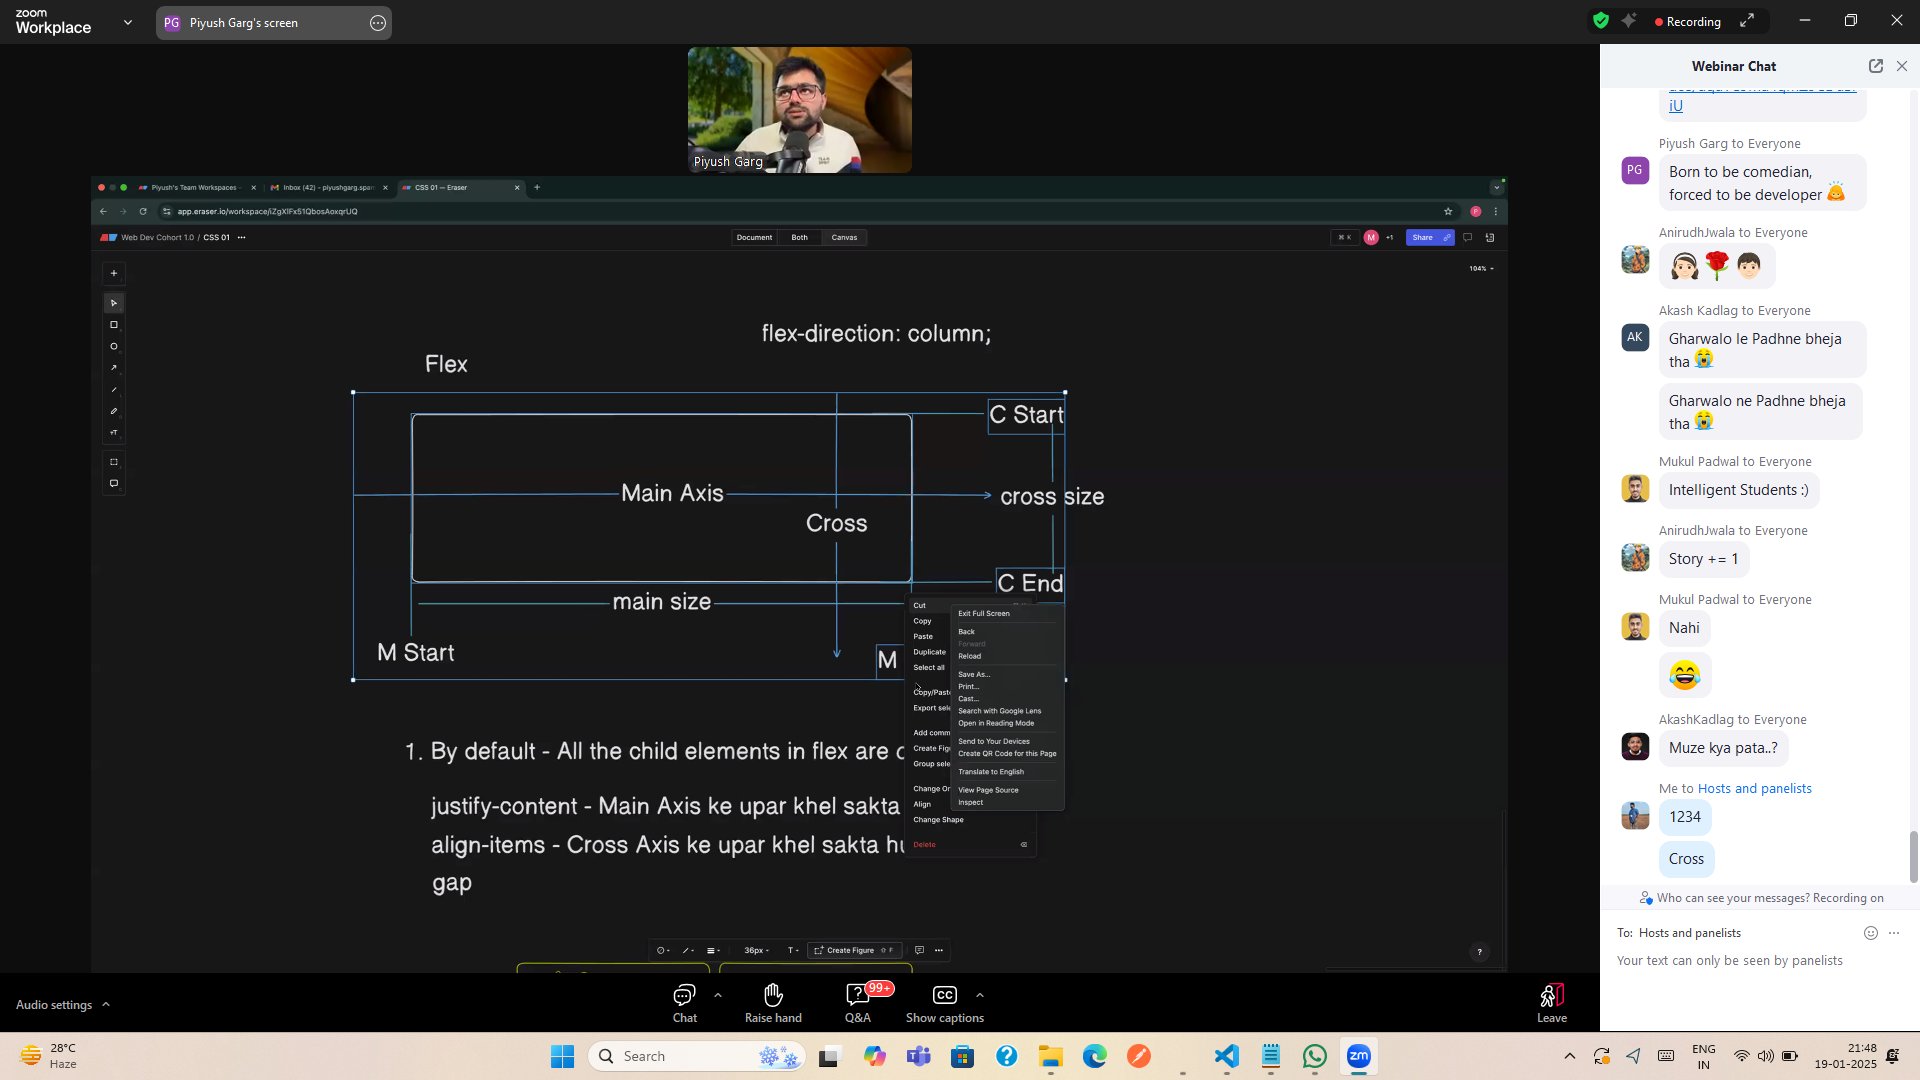 zoom
Workplace
PG Piyush Garg's screen
Recording
Piyush Garg
Piyush's Team Workspaces
Inbox (42) - piyushgarg.spam
CSS 01 — Eraser
app.eraser.io/workspace/iZgXlFx51QbosAoxqrUQ
Web Dev Cohort 1.0 / CSS 01
Document Both Canvas
⌘ K
M
+1
Share
104%
flex-direction: column;
Flex
C Start
Main Axis
cross size
Cross
C End
main size
M Start
M
1. By default - All the child elements in flex are
justify-content - Main Axis ke upar khel sakta
align-items - Cross Axis ke upar khel sakta
gap
Cut
Copy
Paste
Duplicate
Select all
Copy/Paste
Export sele
Add comm
Create Figu
Group sele
Change Or
Align
Change Shape
Delete
Exit Full Screen
Back
Forward
Reload
Save As...
Print...
Cast...
Search with Google Lens
Open in Reading Mode
Send to Your Devices
Create QR Code for this Page
Translate to English
View Page Source
Inspect
36px
T
Create Figure
F
?
Webinar Chat
iU
Piyush Garg to Everyone
PG
Born to be comedian,
forced to be developer 🙇
AnirudhJwala to Everyone
👧🏻🌹👦🏻
Akash Kadlag to Everyone
AK
Gharwalo le Padhne bheja
tha 😭
Gharwalo ne Padhne bheja
tha 😭
Mukul Padwal to Everyone
Intelligent Students :)
AnirudhJwala to Everyone
Story += 1
Mukul Padwal to Everyone
Nahi
😂
AkashKadlag to Everyone
Muze kya pata..?
Me to Hosts and panelists
1234
Cross
Who can see your messages? Recording on
To: Hosts and panelists
Your text can only be seen by panelists
Audio settings
Chat
Raise hand
99+
Q&A
CC
Show captions
Leave
28°C
Haze
Search
zm
ENG
IN
21:48
19-01-2025